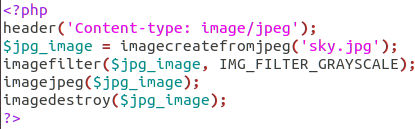 <?php
header('Content-type: image/jpeg');
$jpg_image = imagecreatefromjpeg('sky.jpg');
imagefilter($jpg_image, IMG_FILTER_GRAYSCALE);
imagejpeg($jpg_image);
imagedestroy($jpg_image);
?>